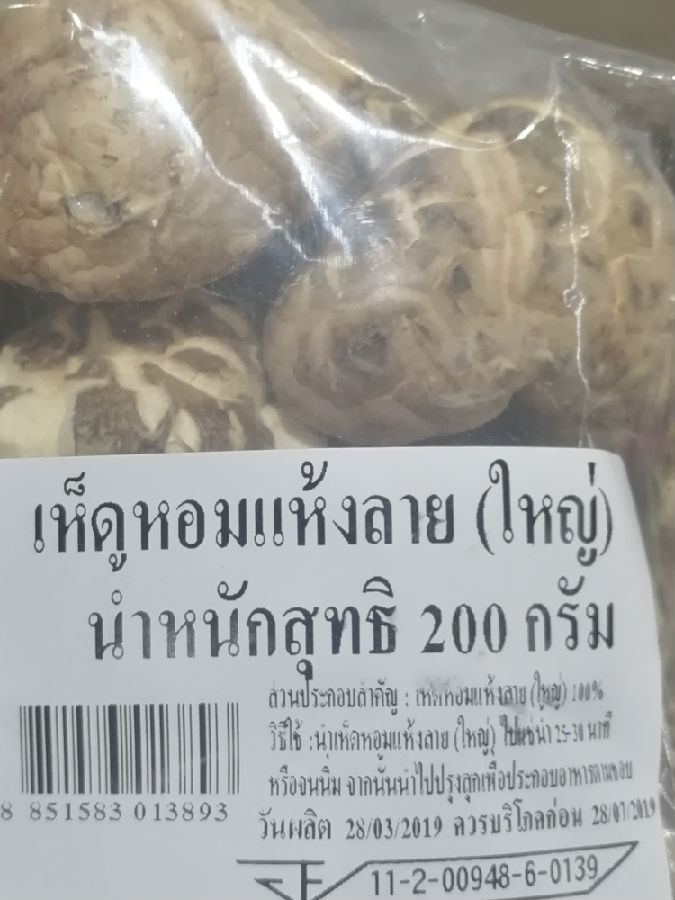 เห็ดหอมแห้งลาย (ใหญ่)
น้ำหนักสุทธิ 200 กรัม
ส่วนประกอบสำคัญ : เห็ดหอมแห้งลาย (ใหญ่) 100%
วิธีใช้ :นำเห็ดหอมแห้งลาย (ใหญ่) ไปแช่น้ำ 25-30 นาที
หรือจนนิ่ม จากนั้นนำไปปรุงสุกเพื่อประกอบอาหารตามชอบ
8 851583 013893
วันผลิต 28/03/2019 ควรบริโภคก่อน 28/07/2019
11-2-00948-6-0139